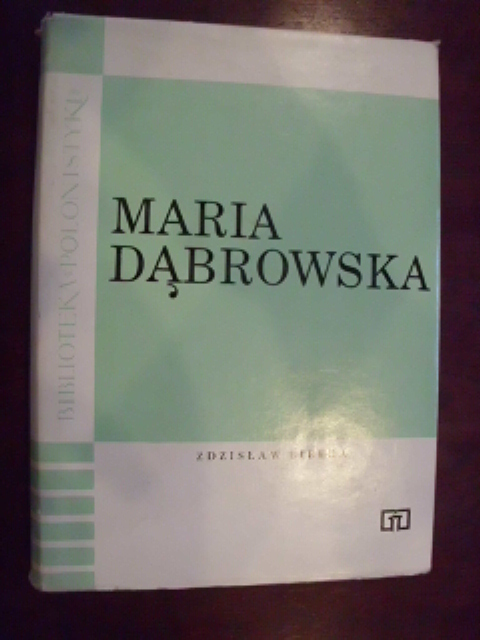 BIBLIOTEKA POLONISTYKI
MARIA
DĄBROWSKA
ZDZISŁAW